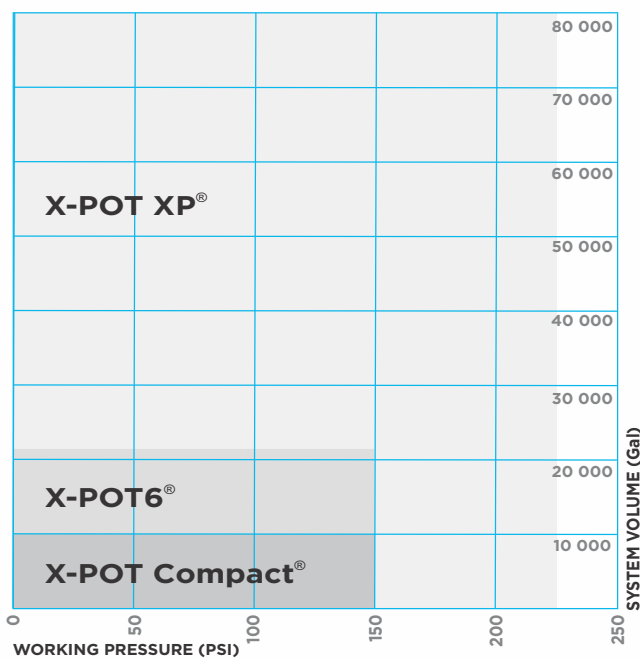 80 000
70 000
60 000
X-POT XP®
50 000
40 000
30 000
20 000
X-POT6®
10 000
X-POT Compact®
SYSTEM VOLUME (Gal)
0
50
100
150
200
250
WORKING PRESSURE (PSI)